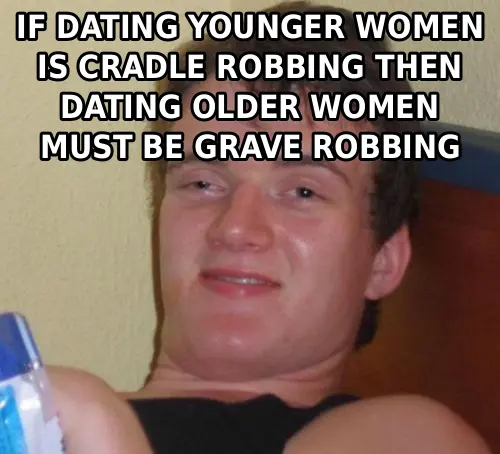 IF DATING YOUNGER WOMEN
IS CRADLE ROBBING THEN
DATING OLDER WOMEN
MUST BE GRAVE ROBBING